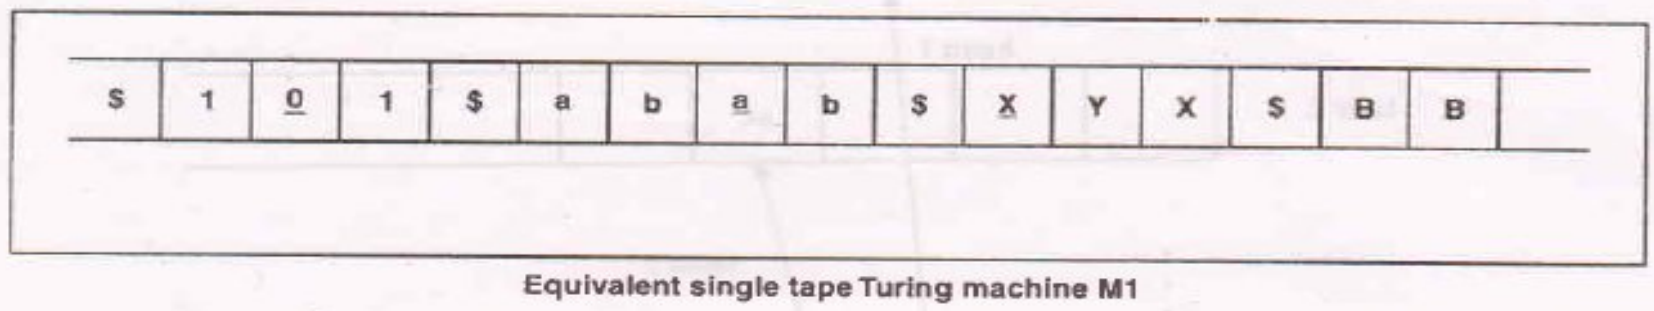 $ 1 0 1 $ a b a b $ X Y X $ B B
Equivalent single tape Turing machine M1